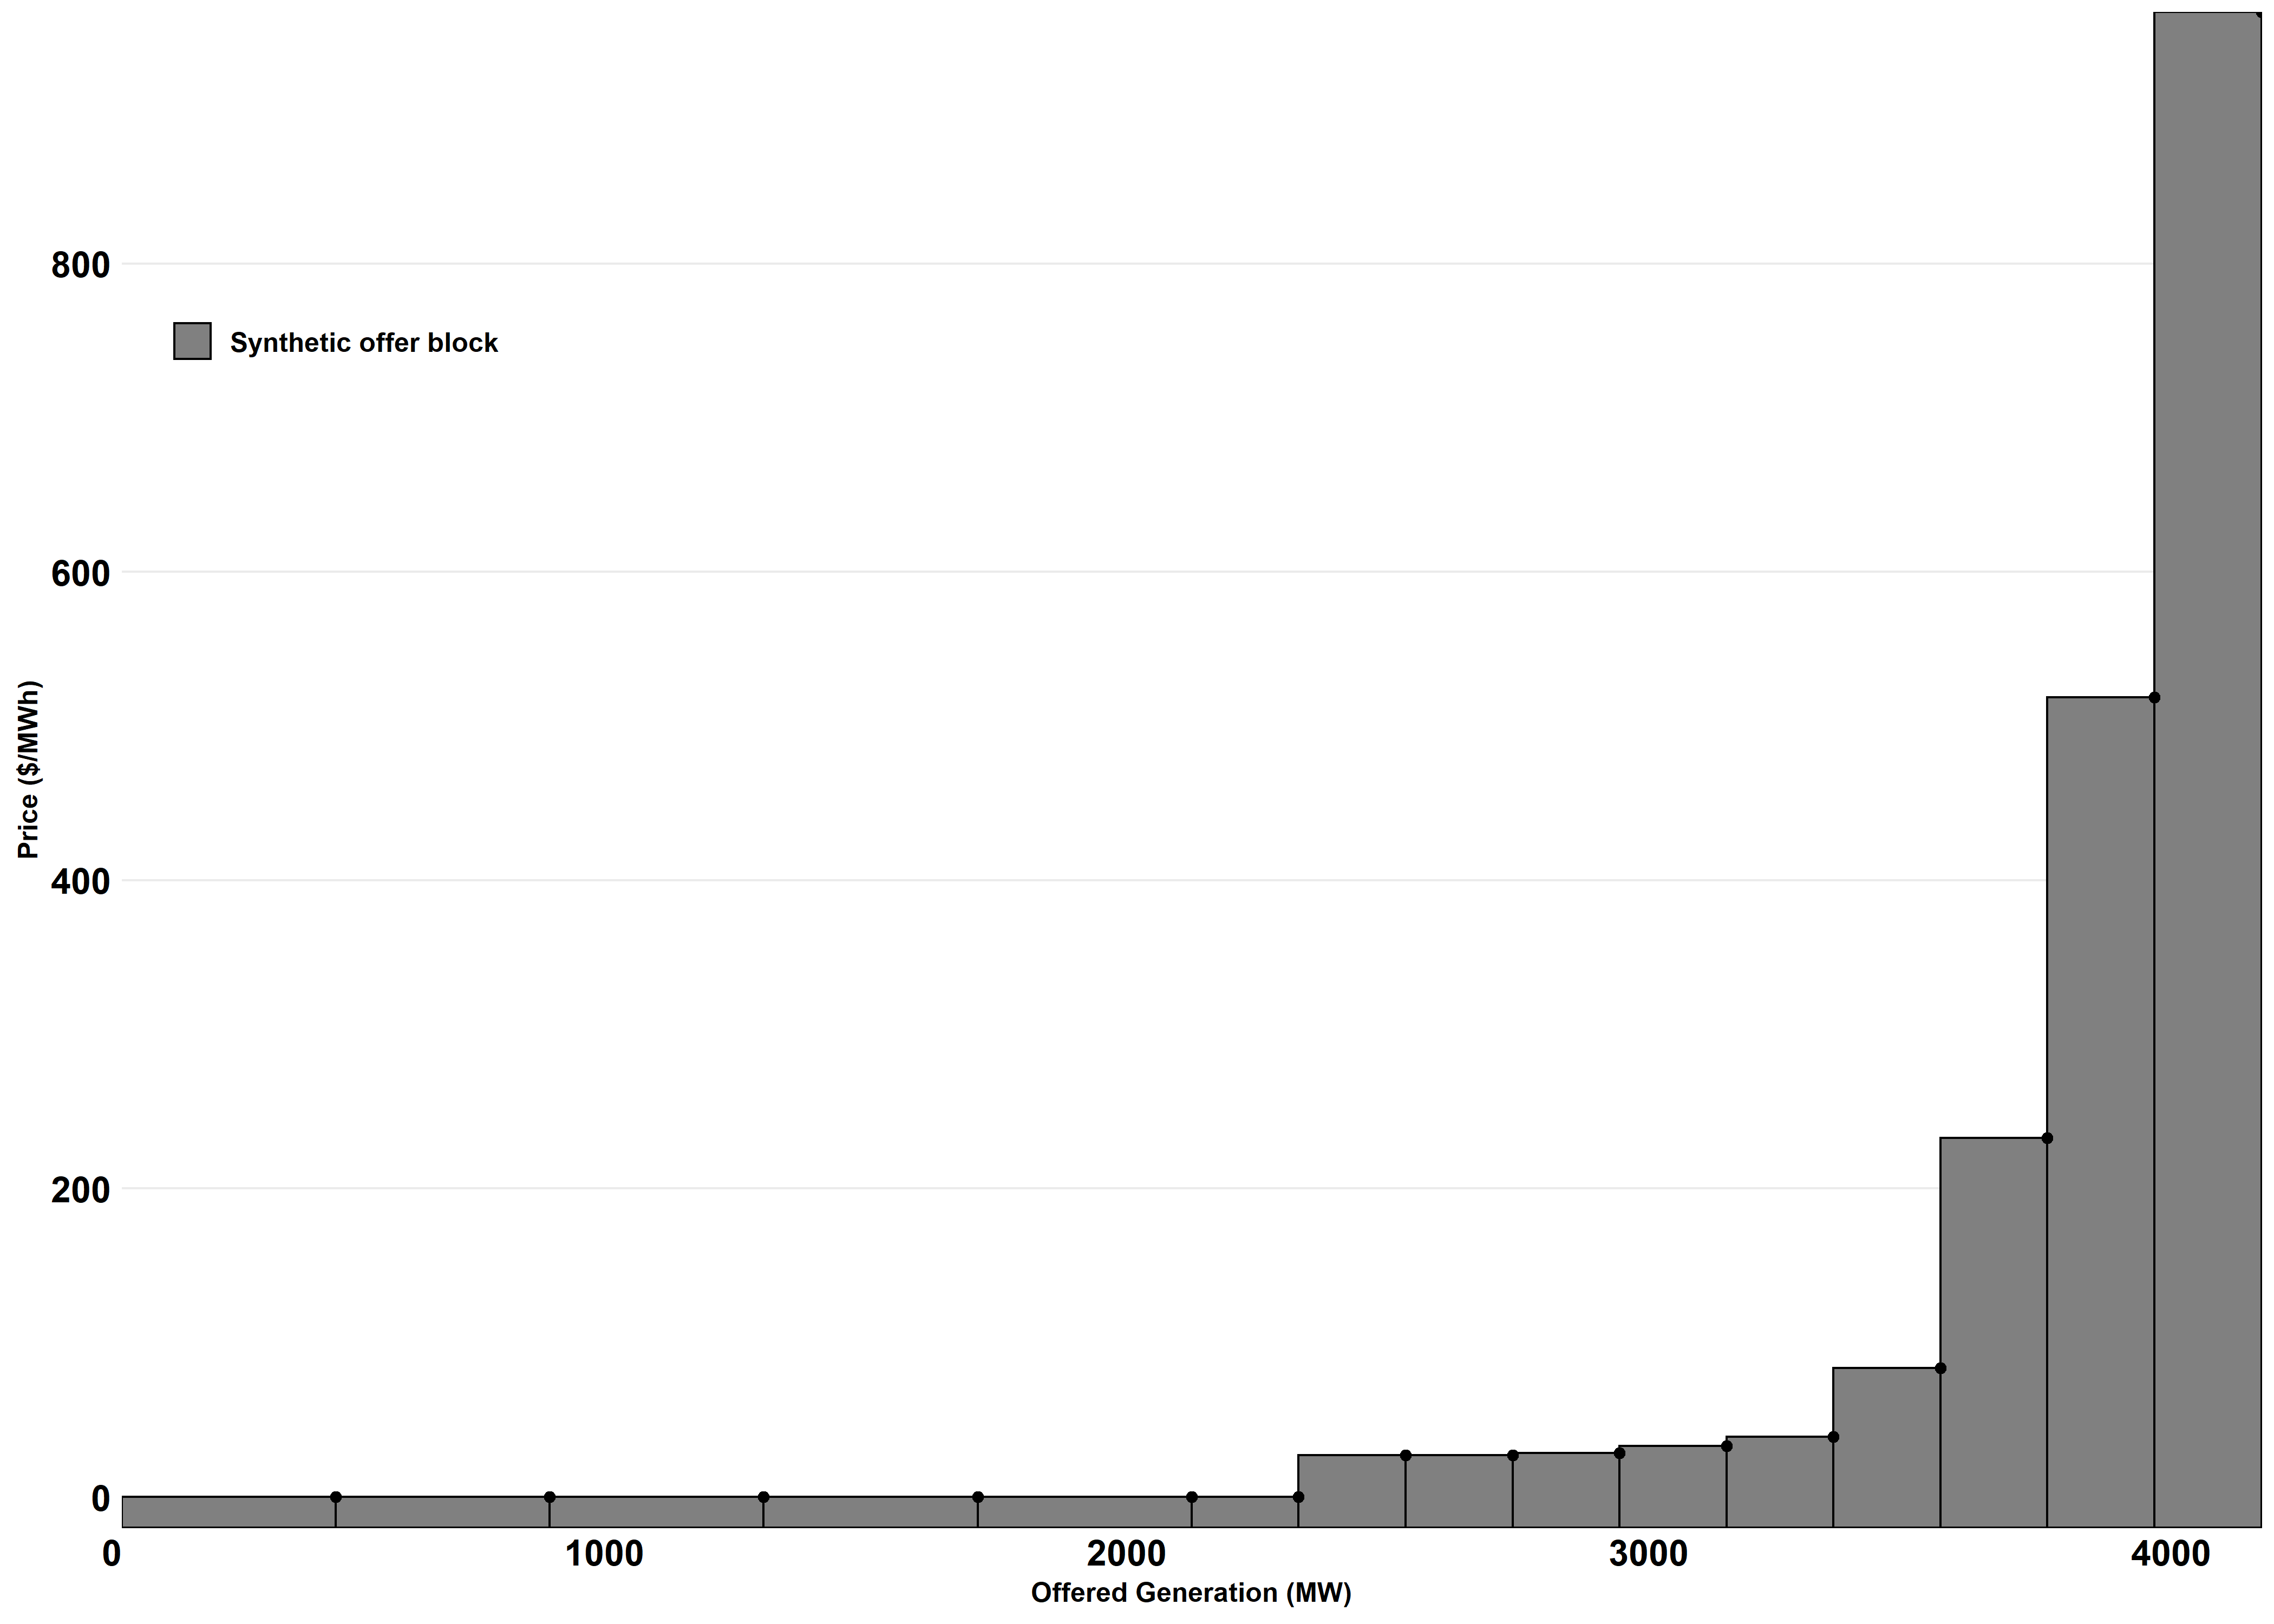 800
Synthetic offer block
600
Price ($/MWh)
400
200
0
0 1000 2000 3000 4000
Offered Generation (MW)